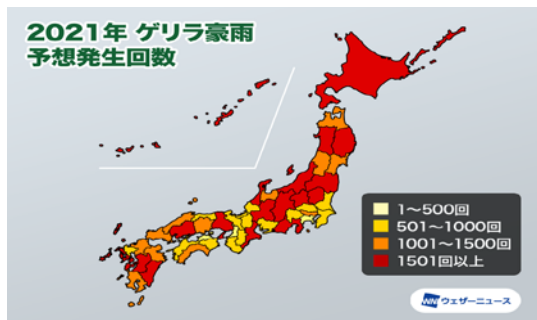 2021年 ゲリラ豪雨
予想発生回数
1～500回
501～1000回
1001～1500回
1501回以上
WN ウェザーニュース